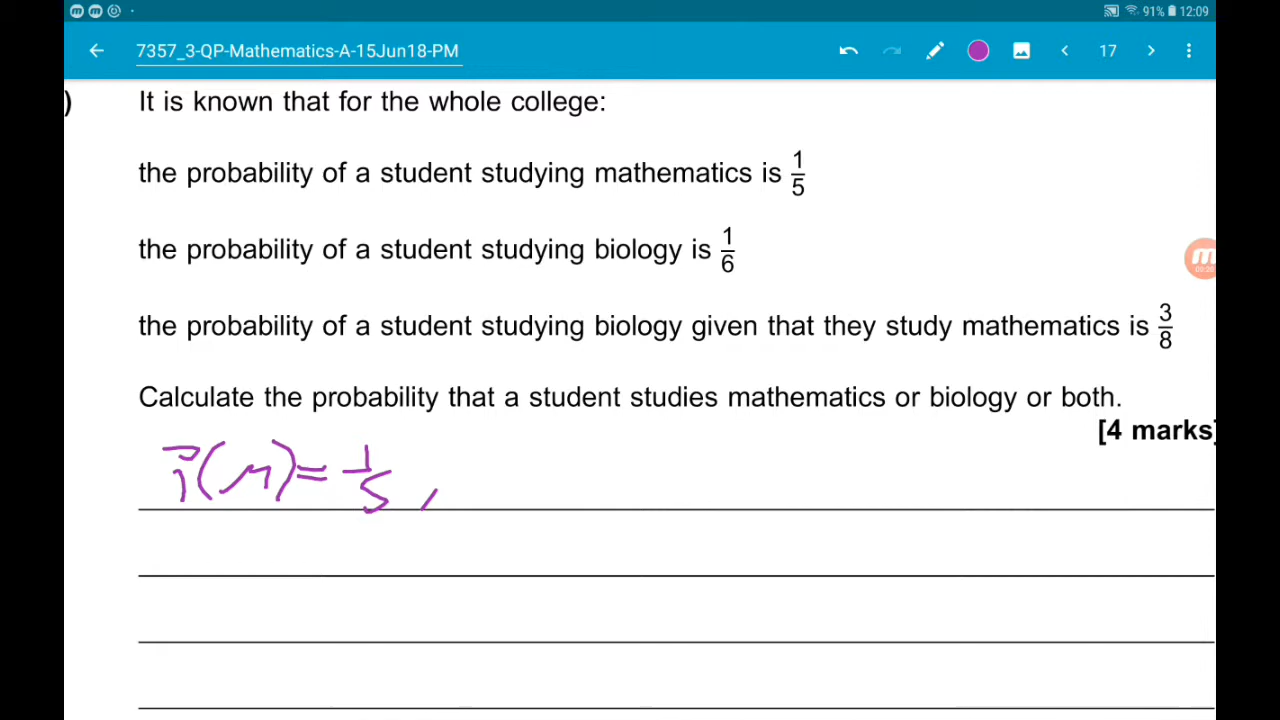 91% 12:09
7357_3-QP-Mathematics-A-15Jun18-PM 17
) It is known that for the whole college:
the probability of a student studying mathematics is 1/5
the probability of a student studying biology is 1/6
the probability of a student studying biology given that they study mathematics is 3/8
Calculate the probability that a student studies mathematics or biology or both.
[4 marks]
P(M) = 1/5 ,